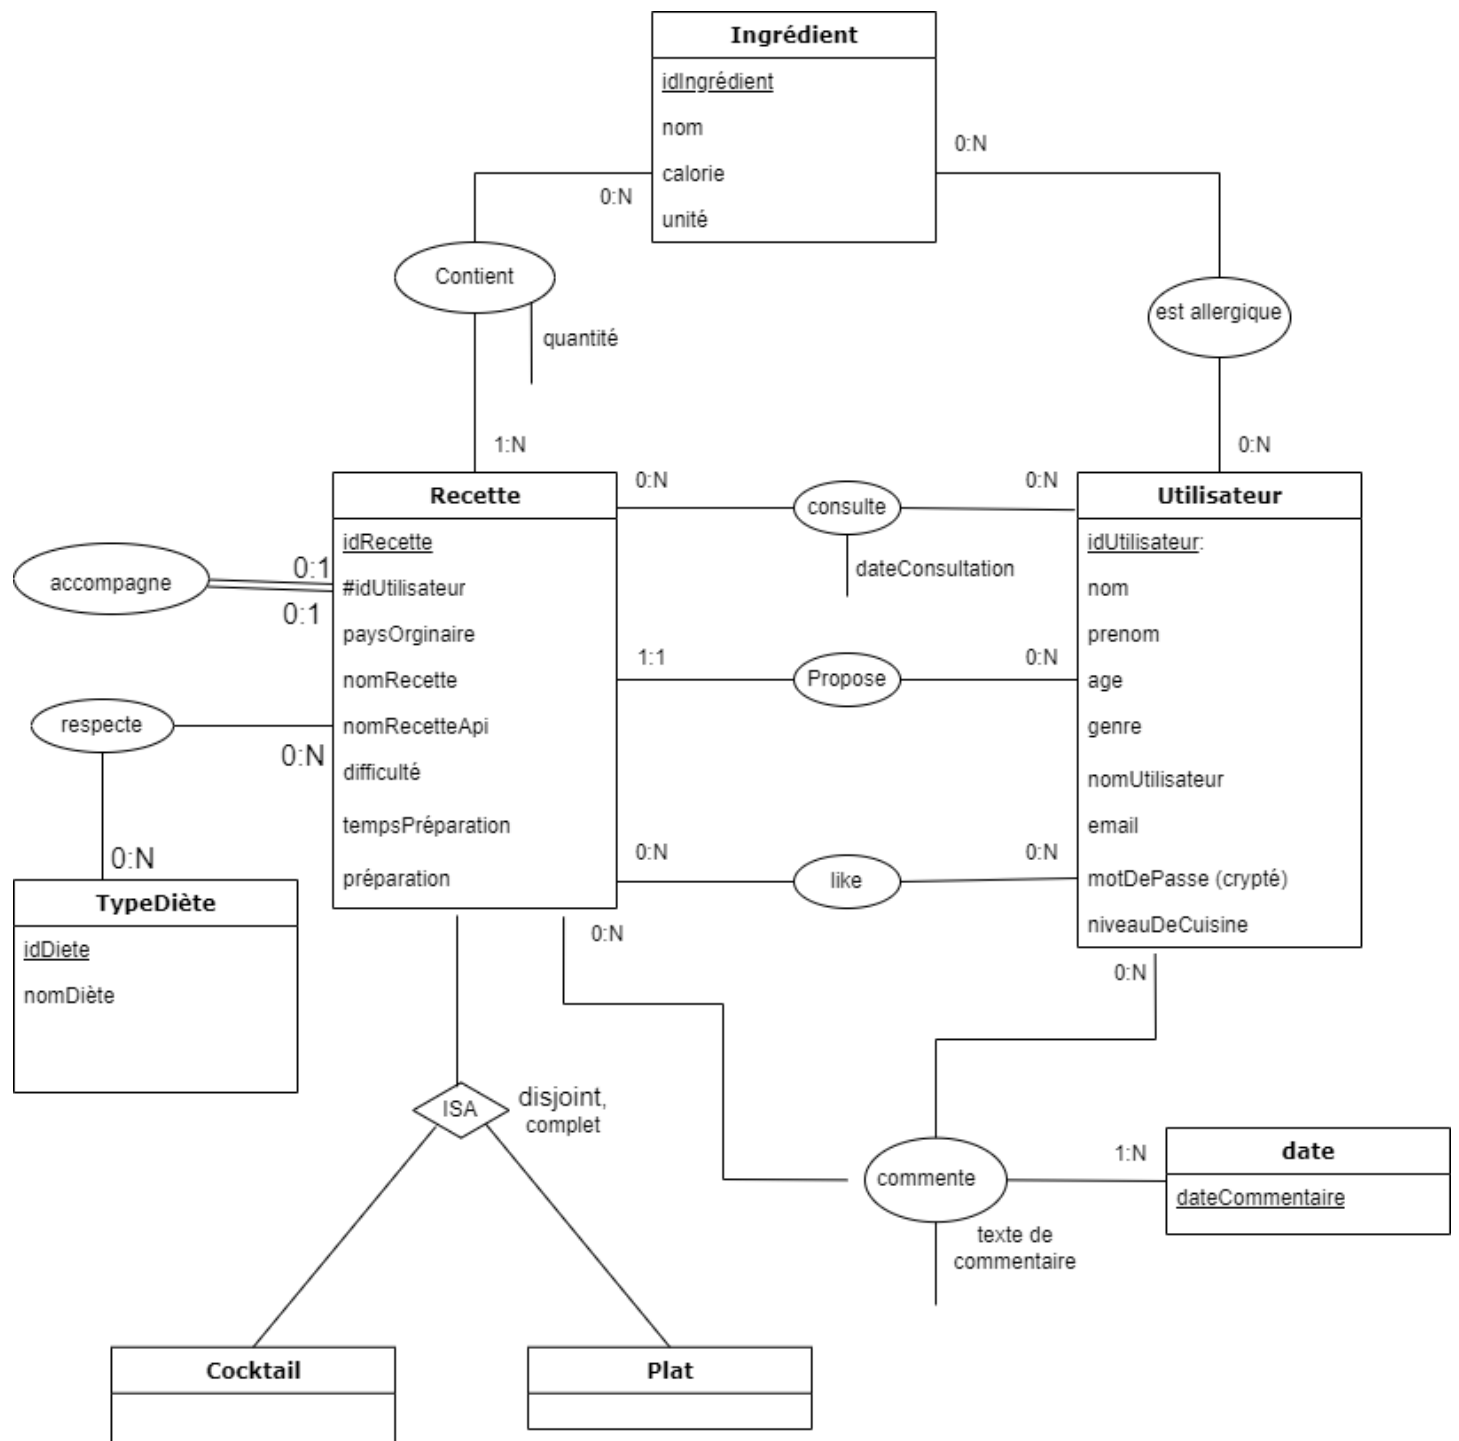 Ingrédient
idIngrédient
nom
calorie
unité
0:N
0:N
Contient
quantité
est allergique
1:N
0:N
Recette
idRecette
#idUtilisateur
paysOrginaire
nomRecette
nomRecetteApi
difficulté
tempsPréparation
préparation
0:N
consulte
0:N
dateConsultation
Utilisateur
idUtilisateur:
nom
prenom
age
genre
nomUtilisateur
email
motDePasse (crypté)
niveauDeCuisine
accompagne
0:1
0:1
1:1
Propose
0:N
respecte
0:N
0:N
0:N
like
0:N
TypeDiète
idDiete
nomDiète
0:N
0:N
ISA
disjoint,
complet
commente
1:N
texte de
commentaire
date
dateCommentaire
Cocktail
Plat